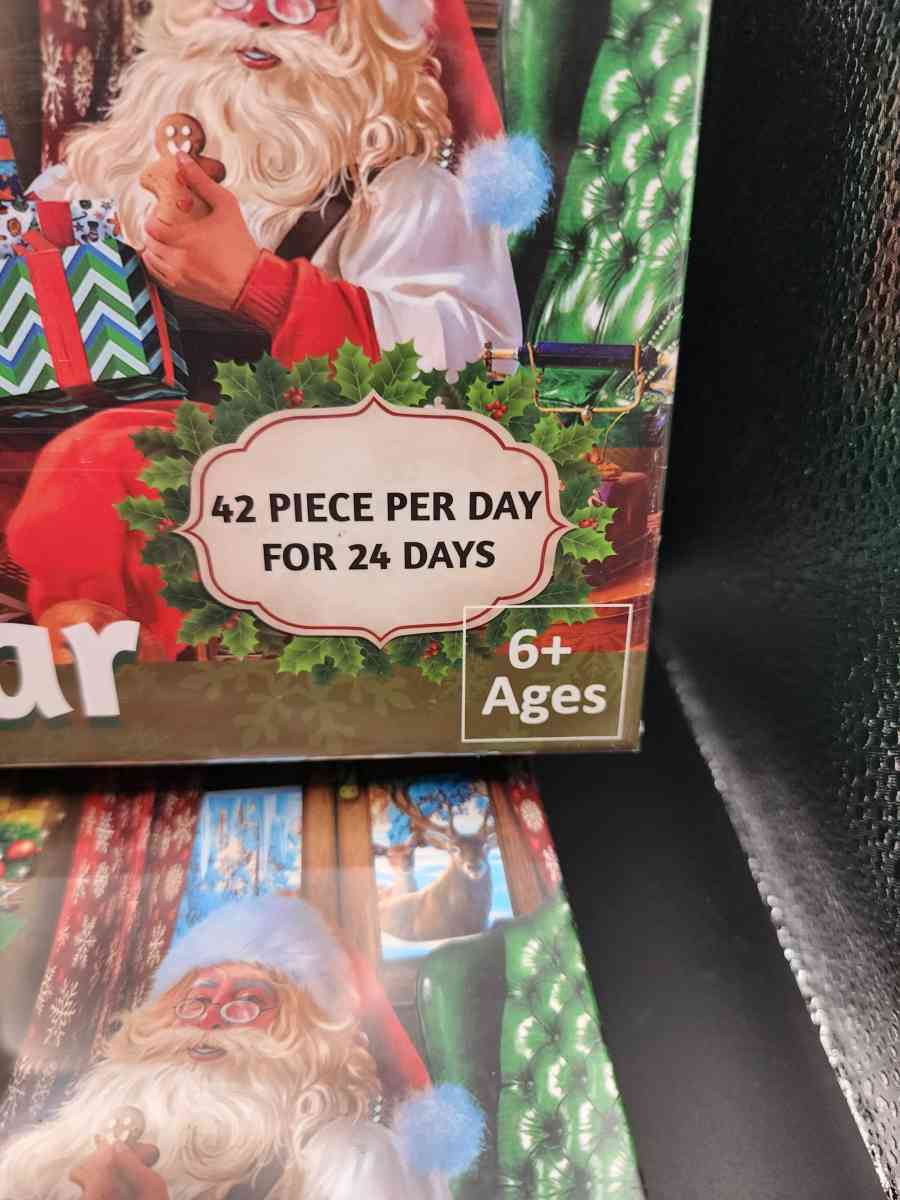 42 PIECE PER DAY
FOR 24 DAYS
ar
6+
Ages